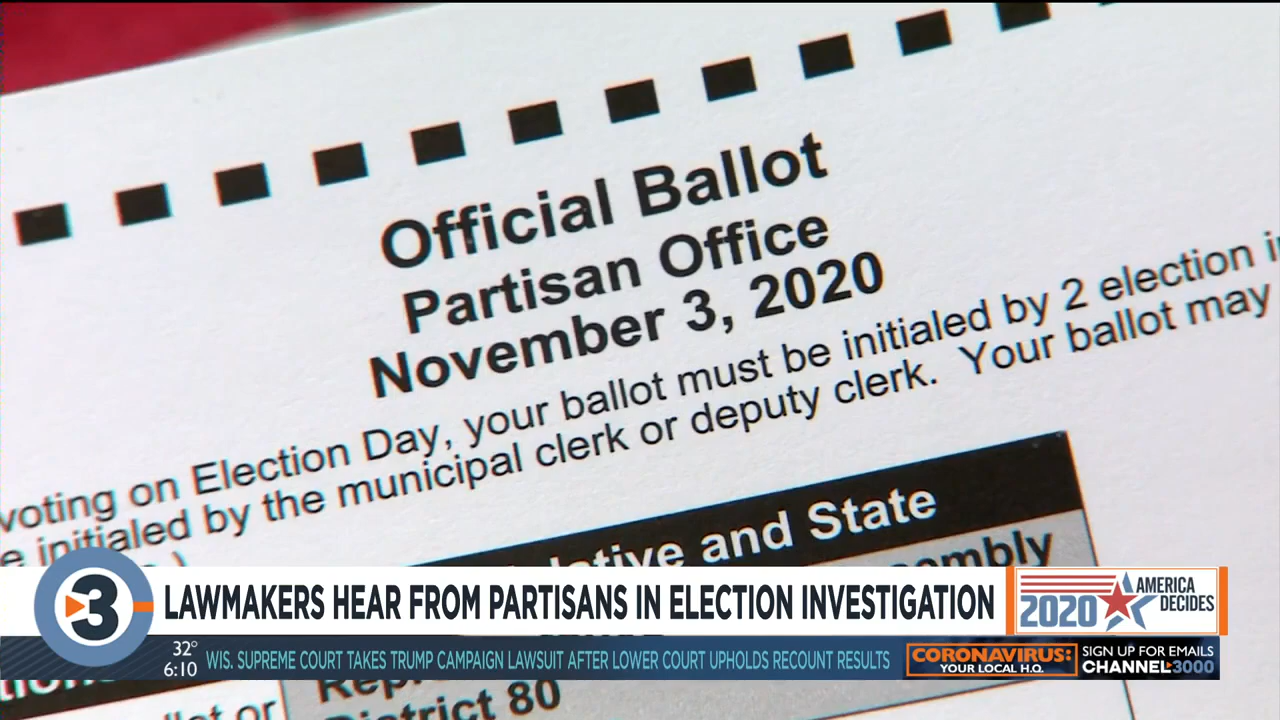 Official Ballot
Partisan Office
November 3, 2020
voting on Election Day, your ballot must be initialed by 2 election
initialed by the municipal clerk or deputy clerk. Your ballot may
and State
3
LAWMAKERS HEAR FROM PARTISANS IN ELECTION INVESTIGATION
2020
AMERICA
DECIDES
32°
6:10
WIS. SUPREME COURT TAKES TRUMP CAMPAIGN LAWSUIT AFTER LOWER COURT UPHOLDS RECOUNT RESULTS
CORONAVIRUS:
YOUR LOCAL H.Q.
SIGN UP FOR EMAILS
CHANNEL3000
District 80